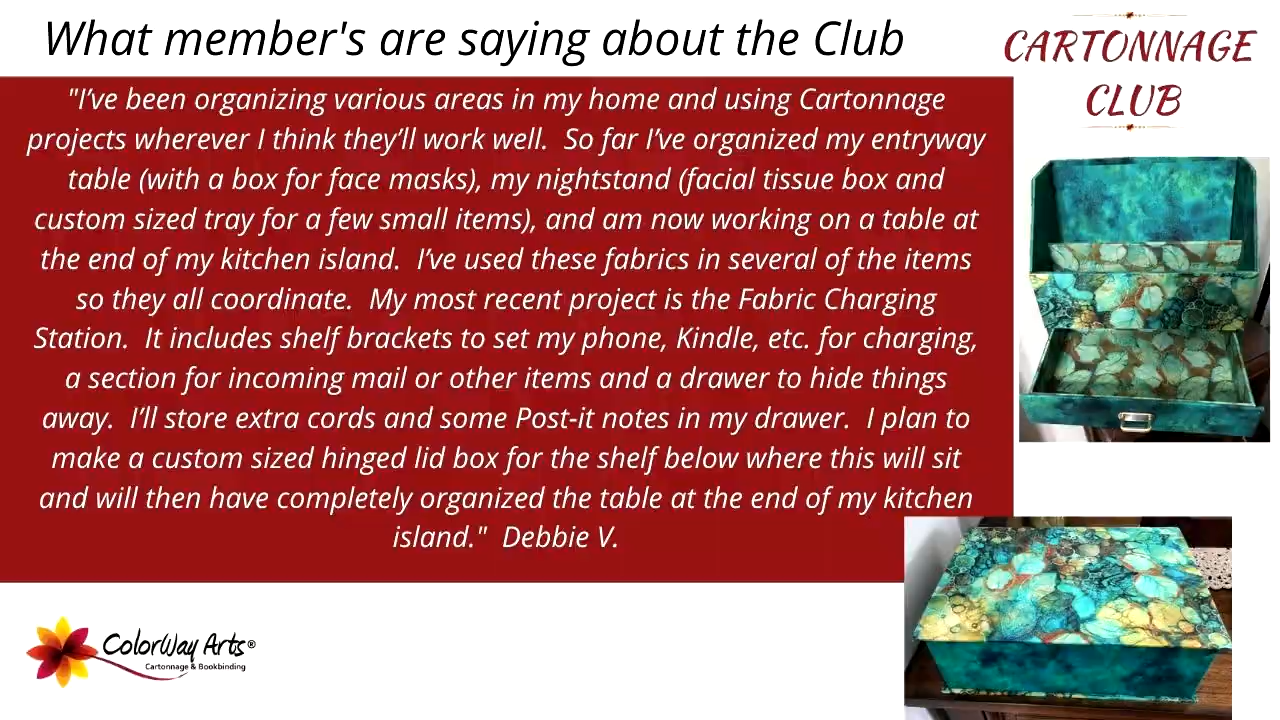 What member's are saying about the Club
CARTONNAGE
CLUB
"I’ve been organizing various areas in my home and using Cartonnage
projects wherever I think they’ll work well.  So far I’ve organized my entryway
table (with a box for face masks), my nightstand (facial tissue box and
custom sized tray for a few small items), and am now working on a table at
the end of my kitchen island.  I’ve used these fabrics in several of the items
so they all coordinate.  My most recent project is the Fabric Charging
Station.  It includes shelf brackets to set my phone, Kindle, etc. for charging,
a section for incoming mail or other items and a drawer to hide things
away.  I’ll store extra cords and some Post-it notes in my drawer.  I plan to
make a custom sized hinged lid box for the shelf below where this will sit
and will then have completely organized the table at the end of my kitchen
island."  Debbie V.
ColorWay Arts®
Cartonnage & Bookbinding